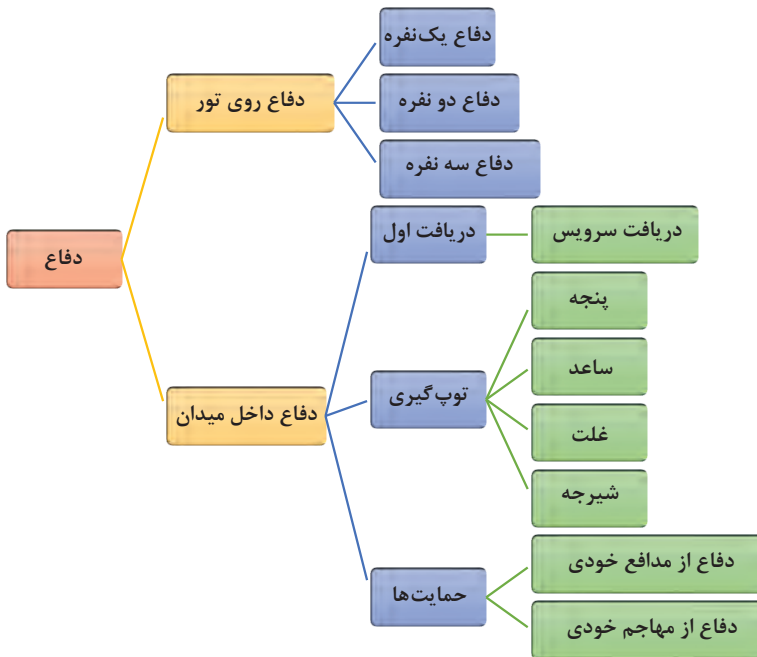 دفاع
دفاع روی تور
دفاع یک‌نفره
دفاع دو نفره
دفاع سه نفره
دفاع داخل میدان
دریافت اول
دریافت سرویس
توپ‌گیری
پنجه
ساعد
غلت
شیرجه
حمایت‌ها
دفاع از مدافع خودی
دفاع از مهاجم خودی